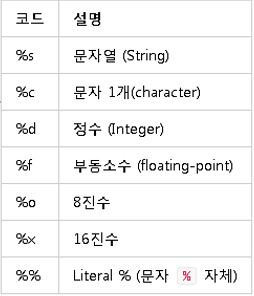 코드 설명
%s 문자열 (String)
%c 문자 1개(character)
%d 정수 (Integer)
%f 부동소수 (floating-point)
%o 8진수
%x 16진수
%% Literal % (문자 % 자체)